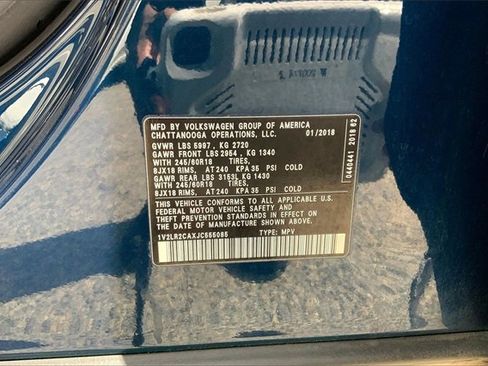 MFD BY VOLKSWAGEN GROUP OF AMERICA
CHATTANOOGA OPERATIONS, LLC. 01/2018
GVWR LBS 5997 , KG 2720
GAWR FRONT LBS 2954 , KG 1340
WITH 245/60R18 TIRES,
8JX18 RIMS, AT 240 KPA 35 PSI COLD
GAWR REAR LBS 3153, KG 1430
WITH 245/60R18 TIRES,
8JX18 RIMS, AT 240 KPA 35 PSI COLD
THIS VEHICLE CONFORMS TO ALL APPLICABLE U.S.
FEDERAL MOTOR VEHICLE SAFETY AND
THEFT PREVENTION STANDARDS IN EFFECT ON
THE DATE OF MANUFACTURE SHOWN ABOVE.
1V2LR2CAXJC555085 TYPE: MPV
0444441 2018 62